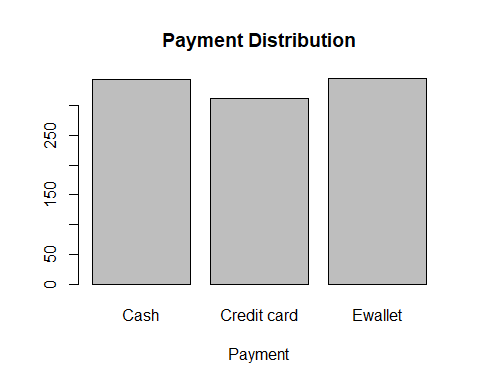 Payment Distribution
250
150
50
0
Cash Credit card Ewallet
Payment